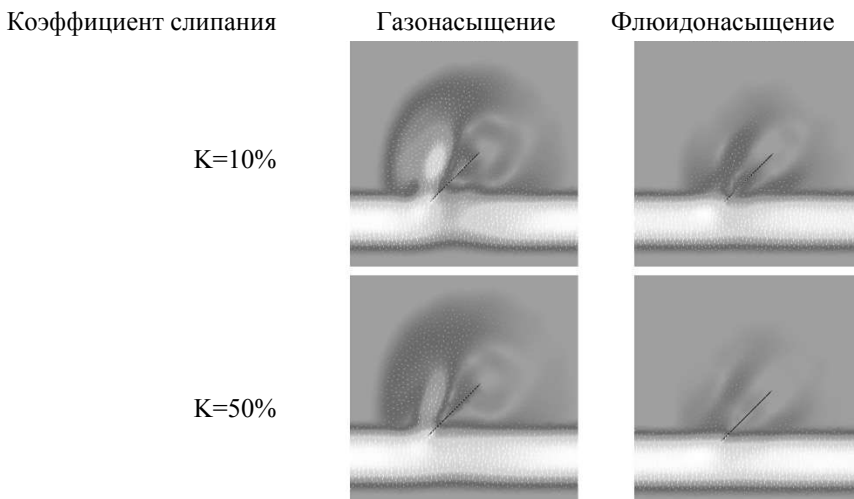 Коэффициент слипания Газонасыщение Флюидонасыщение
K=10%
K=50%